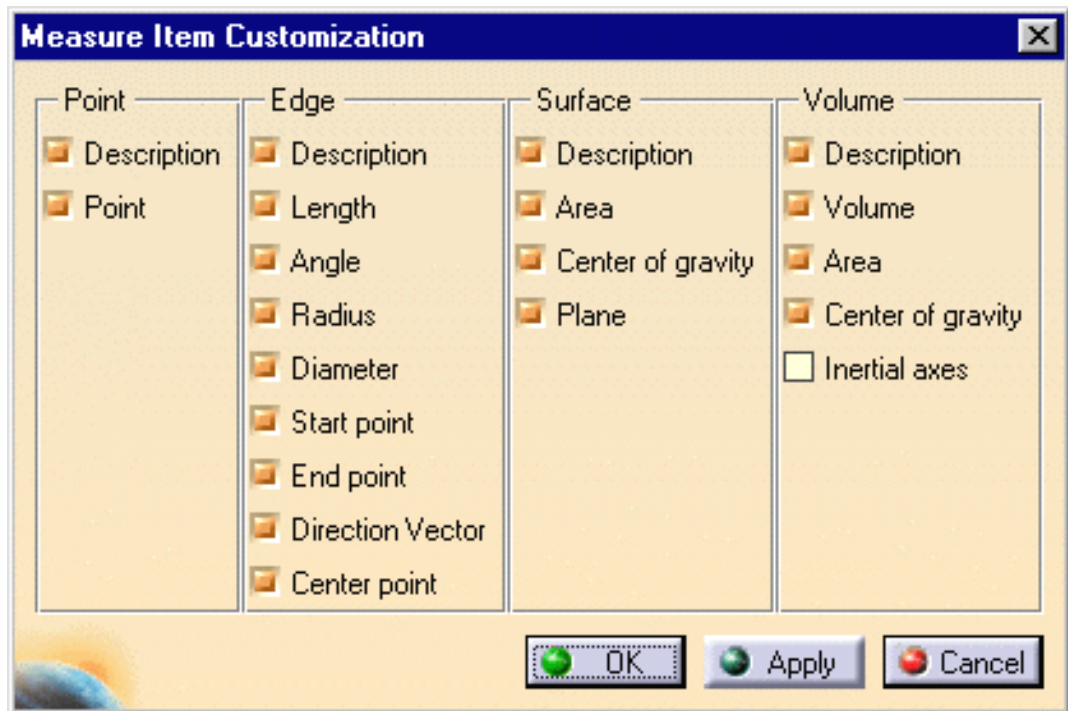 Measure Item Customization
Point
Description
Point
Edge
Description
Length
Angle
Radius
Diameter
Start point
End point
Direction Vector
Center point
Surface
Description
Area
Center of gravity
Plane
Volume
Description
Volume
Area
Center of gravity
Inertial axes
OK
Apply
Cancel